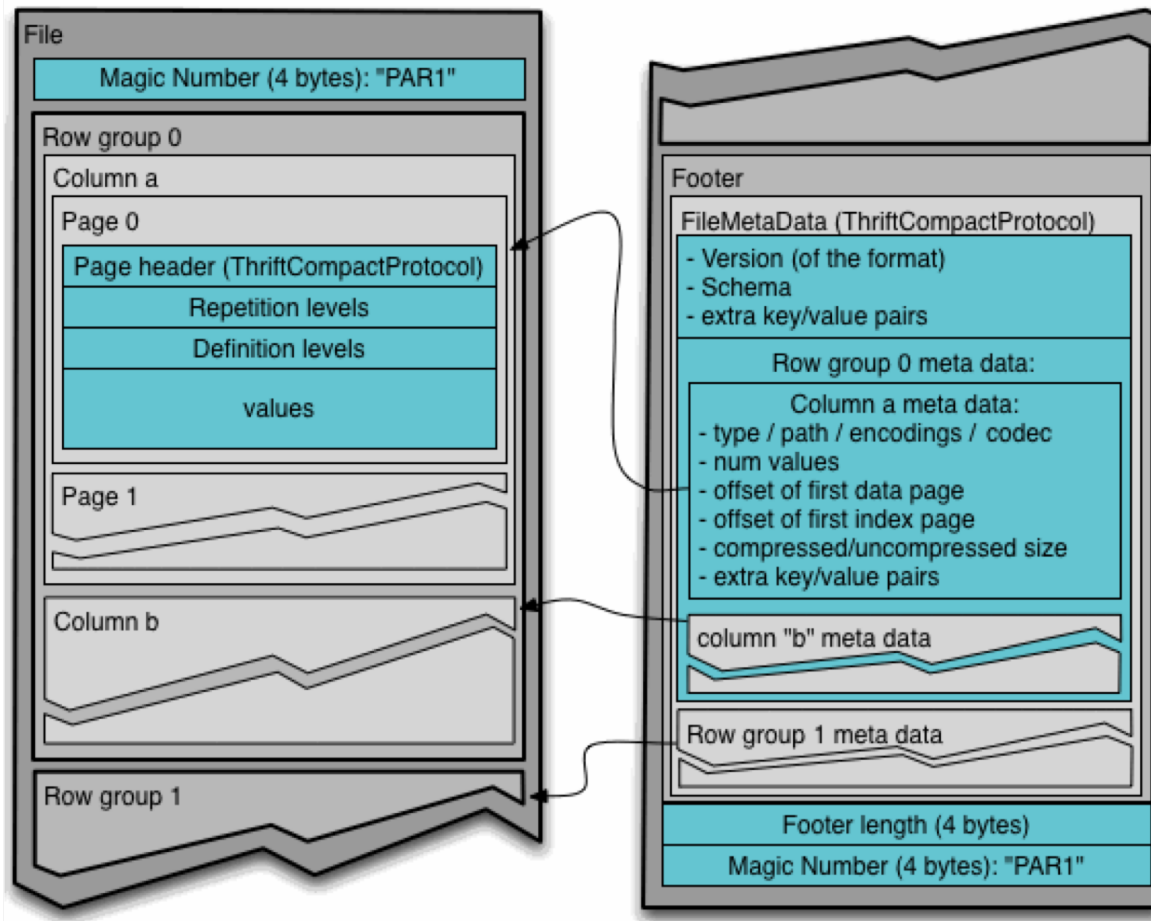 File
Magic Number (4 bytes): "PAR1"
Row group 0
Column a
Page 0
Page header (ThriftCompactProtocol)
Repetition levels
Definition levels
values
Page 1
Column b
Row group 1
Footer
FileMetaData (ThriftCompactProtocol)
- Version (of the format)
- Schema
- extra key/value pairs
Row group 0 meta data:
Column a meta data:
- type / path / encodings / codec
- num values
- offset of first data page
- offset of first index page
- compressed/uncompressed size
- extra key/value pairs
column "b" meta data
Row group 1 meta data
Footer length (4 bytes)
Magic Number (4 bytes): "PAR1"